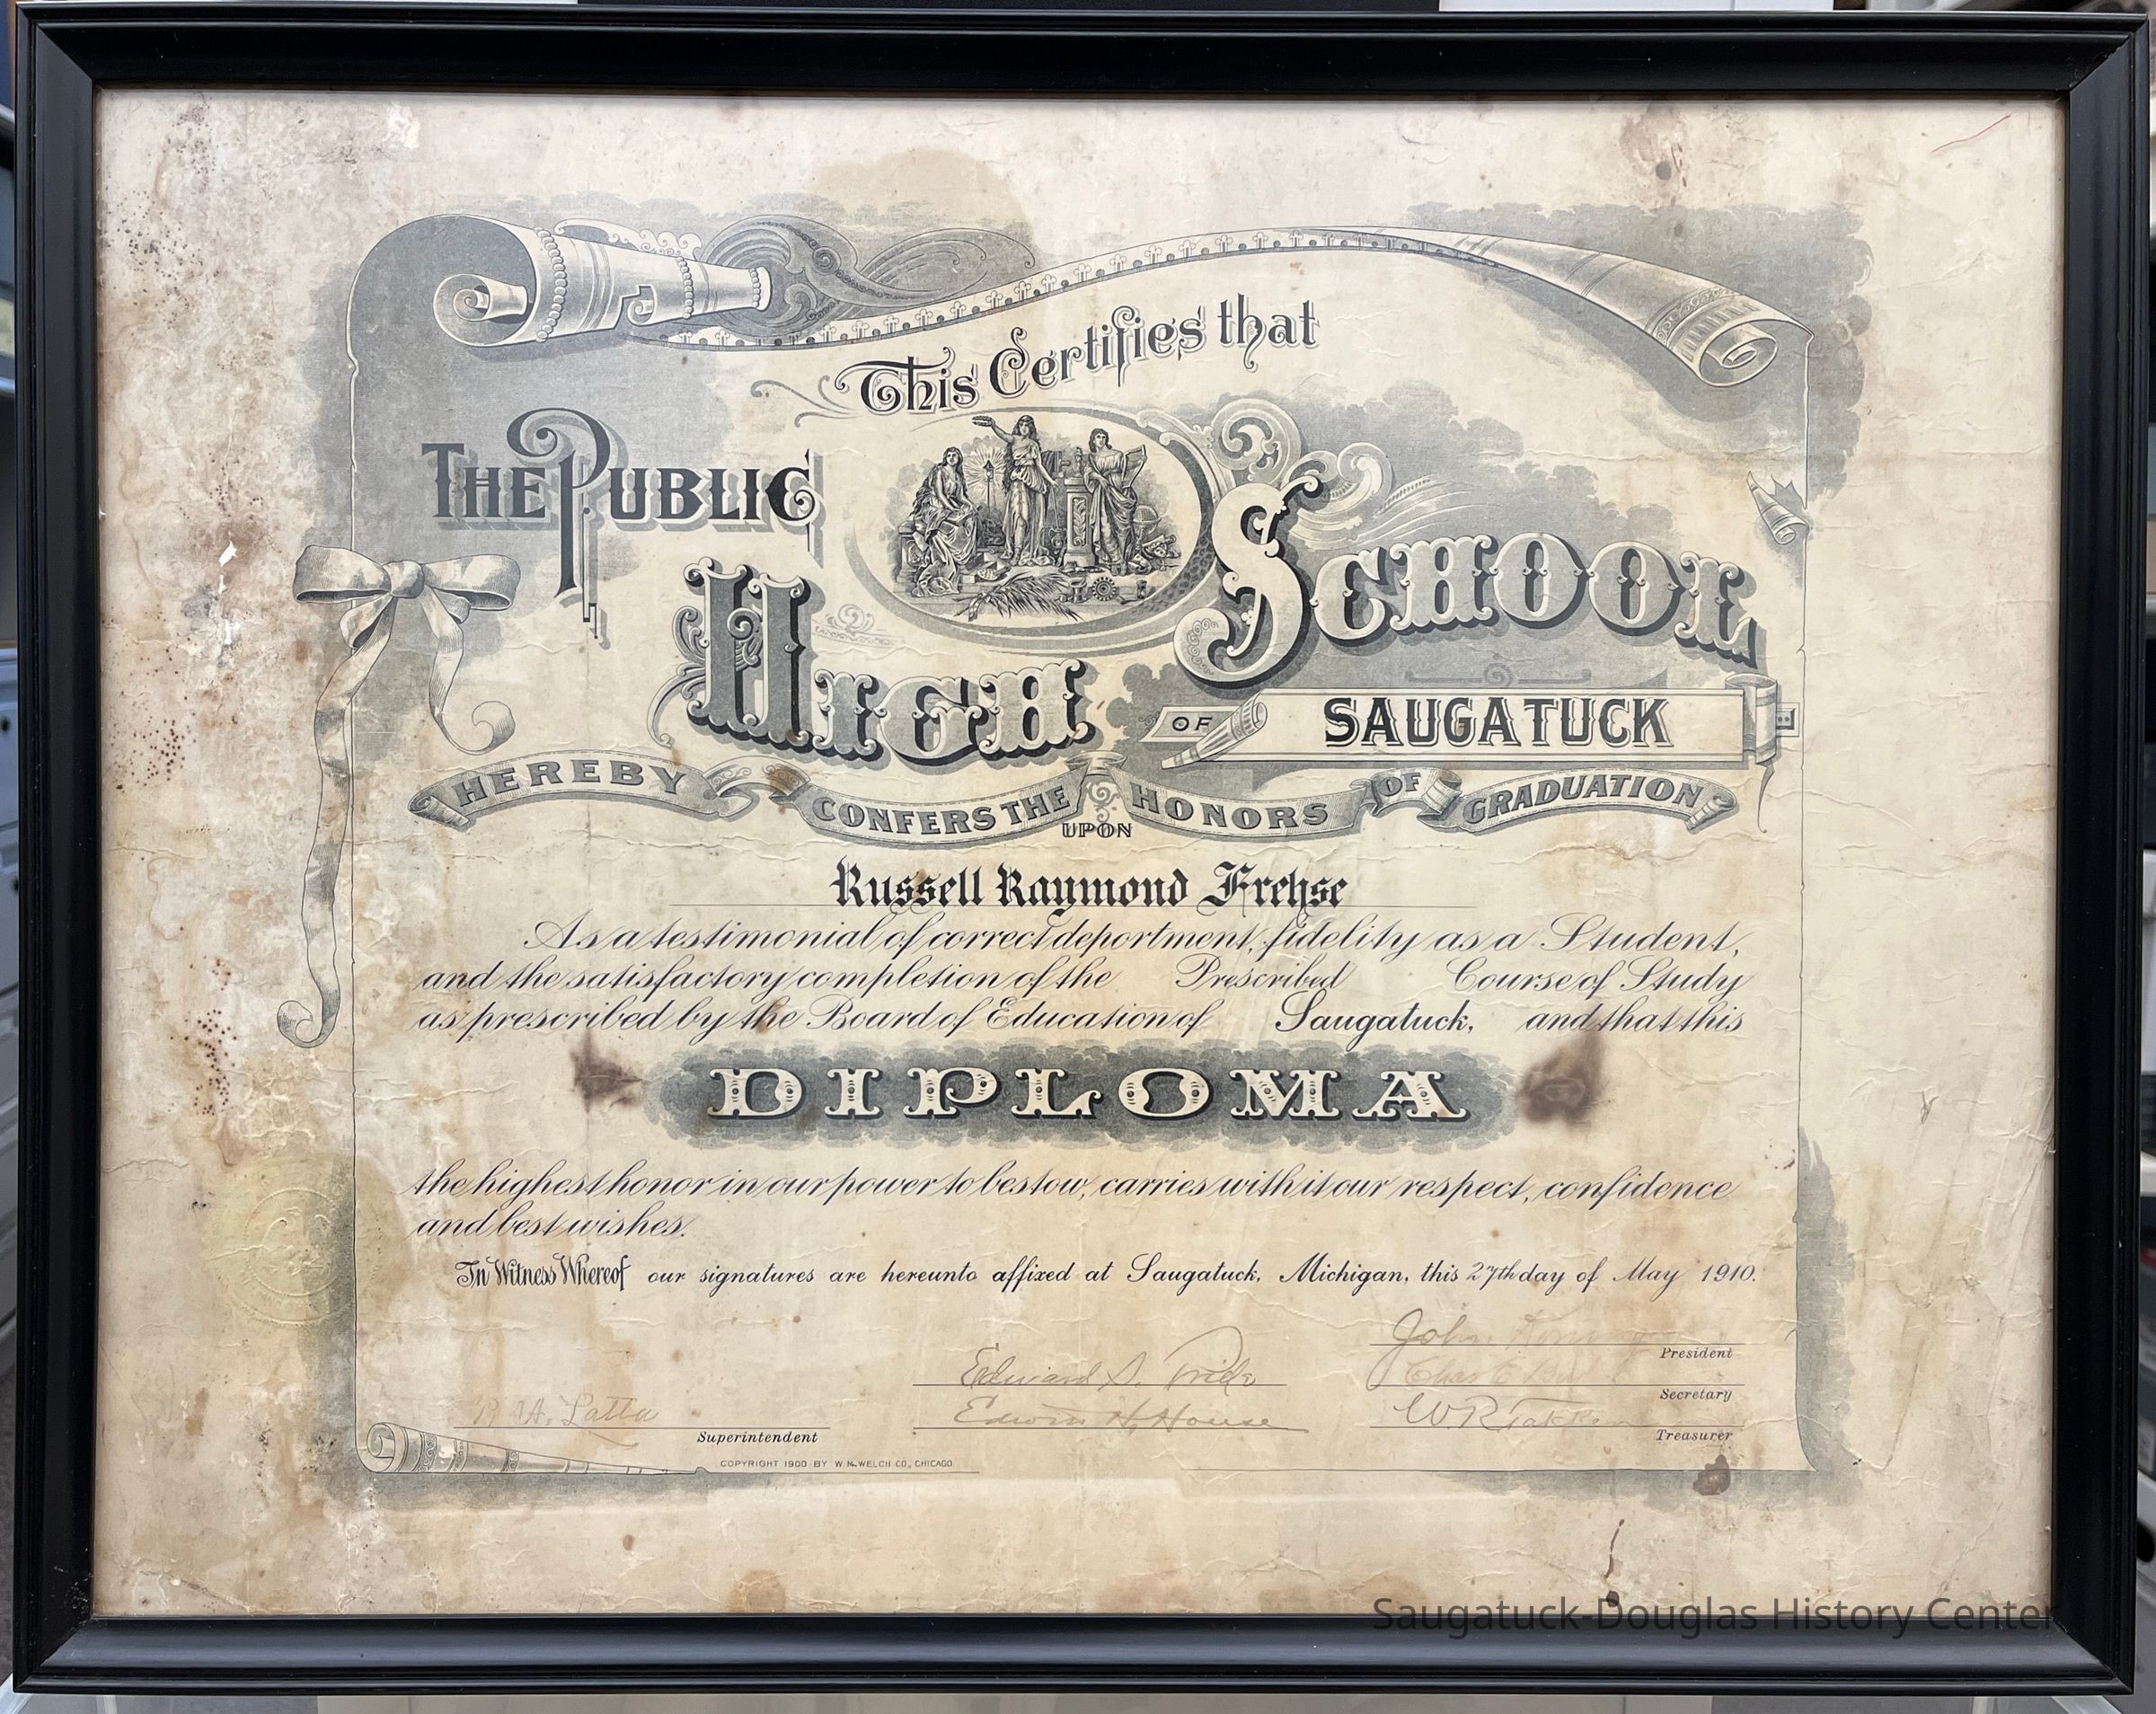 This Certifies that
THE PUBLIC
HIGH SCHOOL
OF SAUGATUCK
HEREBY CONFERS THE HONORS OF GRADUATION
UPON
Russell Raymond Frehse
As a testimonial of correct deportment, fidelity as a Student,
and the satisfactory completion of the Prescribed Course of Study
as prescribed by the Board of Education of Saugatuck, and that this
DIPLOMA
the highest honor in our power to bestow, carries with it our respect, confidence
and best wishes.
In Witness Whereof our signatures are hereunto affixed at Saugatuck, Michigan, this 27th day of May 1910.
John
President
Edward S. Pride
Secretary
Latta
Edwin H. House
W R Takken
Superintendent
Treasurer
COPYRIGHT 1900 BY W. M. WELCH CO., CHICAGO.
Saugatuck-Douglas History Center